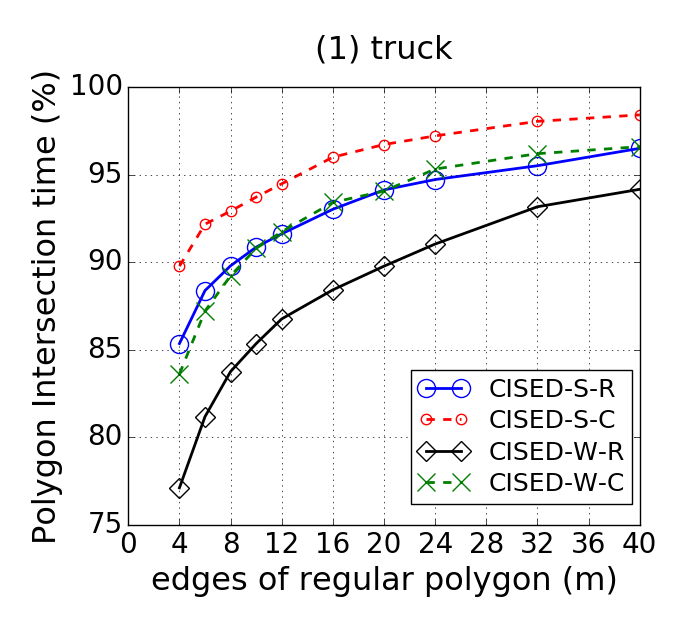 (1) truck
Polygon Intersection time (%)
100
95
90
85
80
75
0 4 8 12 16 20 24 28 32 36 40
edges of regular polygon (m)
CISED-S-R
CISED-S-C
CISED-W-R
CISED-W-C